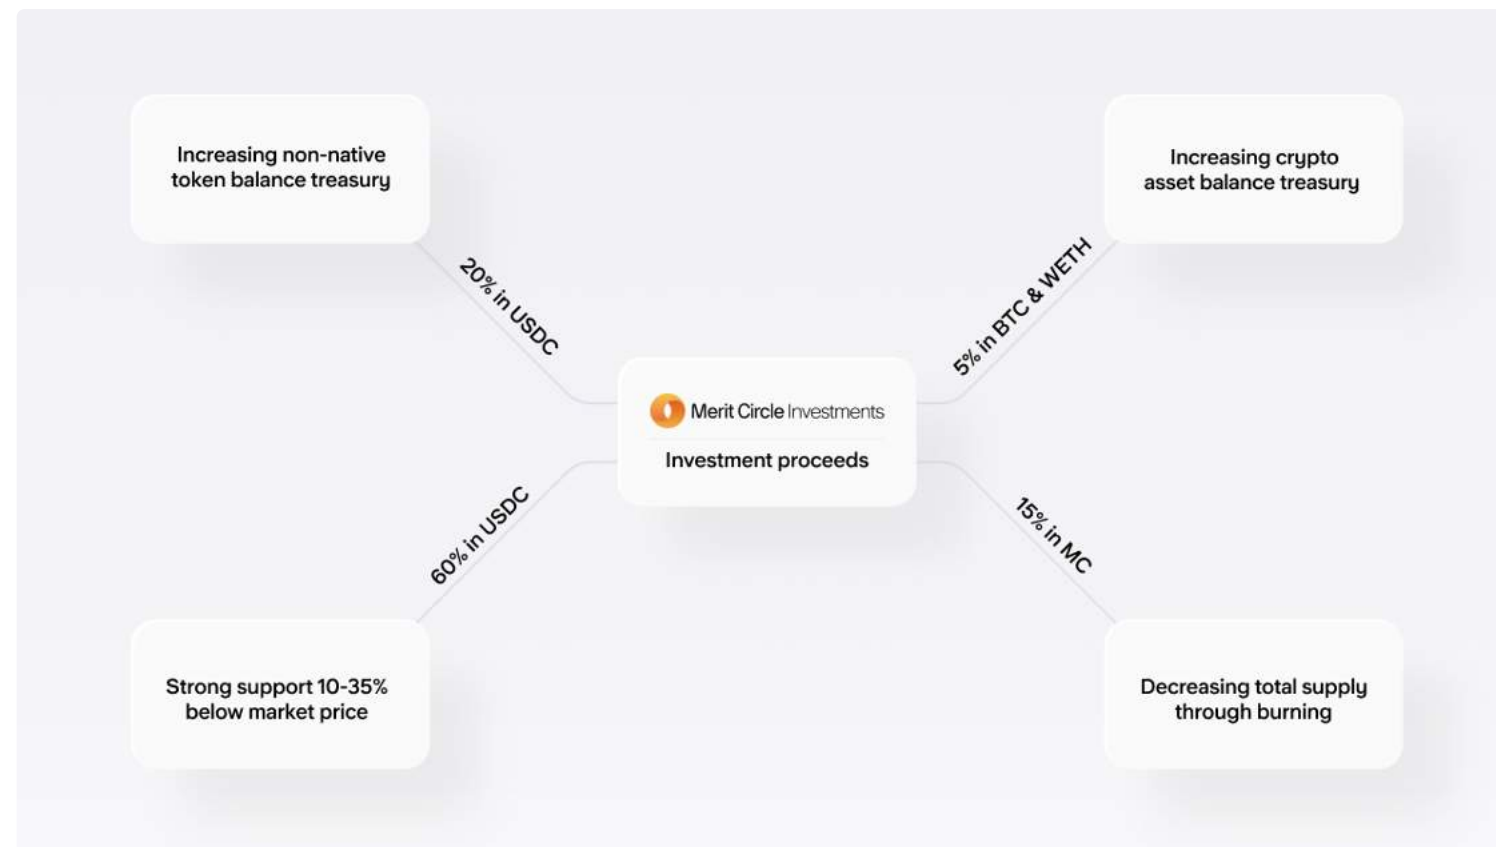 Increasing non-native
token balance treasury
Increasing crypto
asset balance treasury
20% in USDC
5% in BTC & WETH
Merit Circle Investments
Investment proceeds
60% in USDC
15% in MC
Strong support 10-35%
below market price
Decreasing total supply
through burning